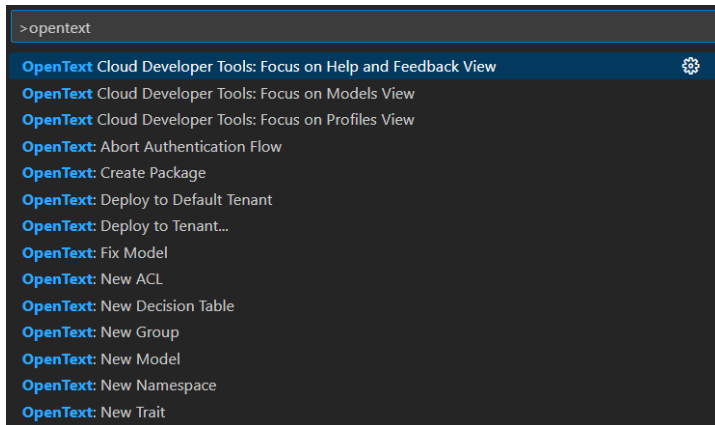 >opentext
OpenText Cloud Developer Tools: Focus on Help and Feedback View
OpenText Cloud Developer Tools: Focus on Models View
OpenText Cloud Developer Tools: Focus on Profiles View
OpenText: Abort Authentication Flow
OpenText: Create Package
OpenText: Deploy to Default Tenant
OpenText: Deploy to Tenant...
OpenText: Fix Model
OpenText: New ACL
OpenText: New Decision Table
OpenText: New Group
OpenText: New Model
OpenText: New Namespace
OpenText: New Trait